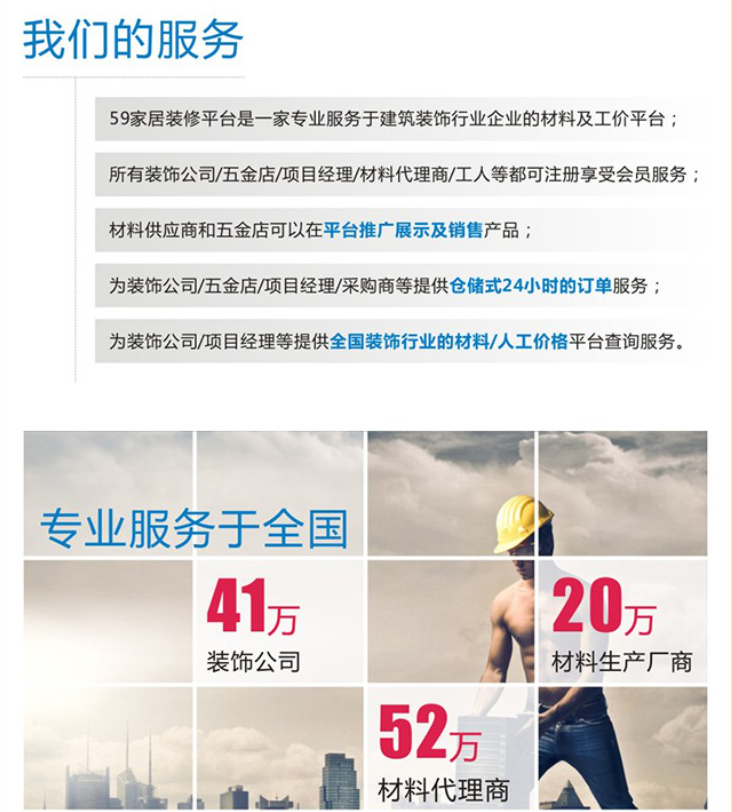 我们的服务
59家居装修平台是一家专业服务于建筑装饰行业企业的材料及工价平台；
所有装饰公司/五金店/项目经理/材料代理商/工人等都可注册享受会员服务；
材料供应商和五金店可以在平台推广展示及销售产品；
为装饰公司/五金店/项目经理/采购商等提供仓储式24小时的订单服务；
为装饰公司/项目经理等提供全国装饰行业的材料/人工价格平台查询服务。
专业服务于全国
41万
装饰公司
20万
材料生产厂商
52万
材料代理商